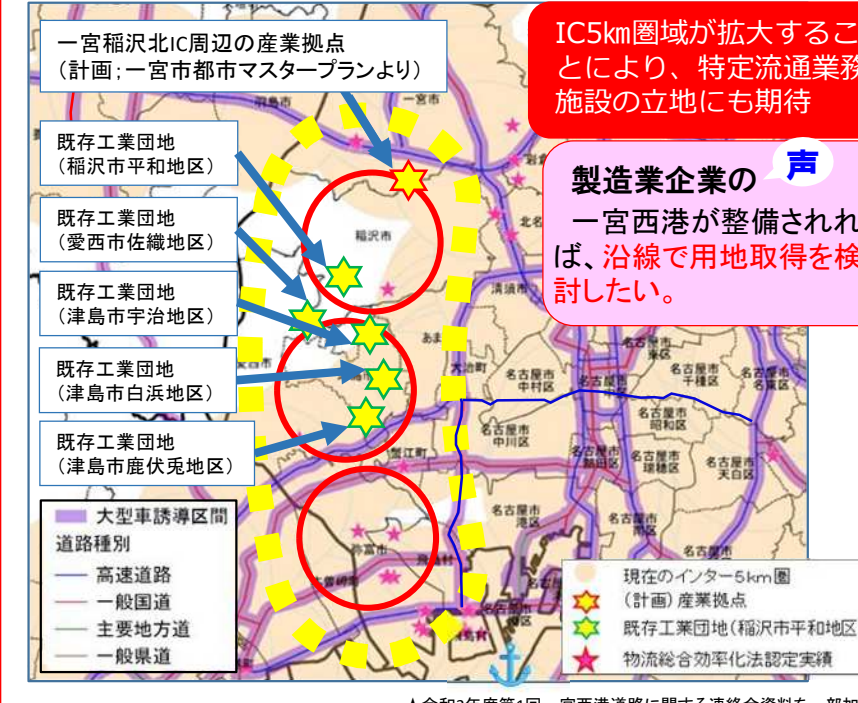 一宮稲沢北IC周辺の産業拠点
（計画；一宮市都市マスタープランより）
既存工業団地
（稲沢市平和地区）
既存工業団地
（愛西市佐織地区）
既存工業団地
（津島市宇治地区）
既存工業団地
（津島市白浜地区）
既存工業団地
（津島市鹿伏兎地区）
IC5㎞圏域が拡大するこ
とにより、特定流通業務
施設の立地にも期待
製造業企業の 声
一宮西港が整備されれ
ば、沿線で用地取得を検
討したい。
一宮市
稲沢市
清須市
大治町
蟹江町
弥富市
名古屋市
東区
名古屋市
中村区
名古屋市
千種区
名古屋市
昭和区
名古屋市
中川区
名古屋市
瑞穂区
名古屋市
天白区
名古屋市
港区
大型車誘導区間
道路種別
高速道路
一般国道
主要地方道
一般県道
現在のインター5km圏
（計画）産業拠点
既存工業団地（稲沢市平和地区
物流総合効率化法認定実績